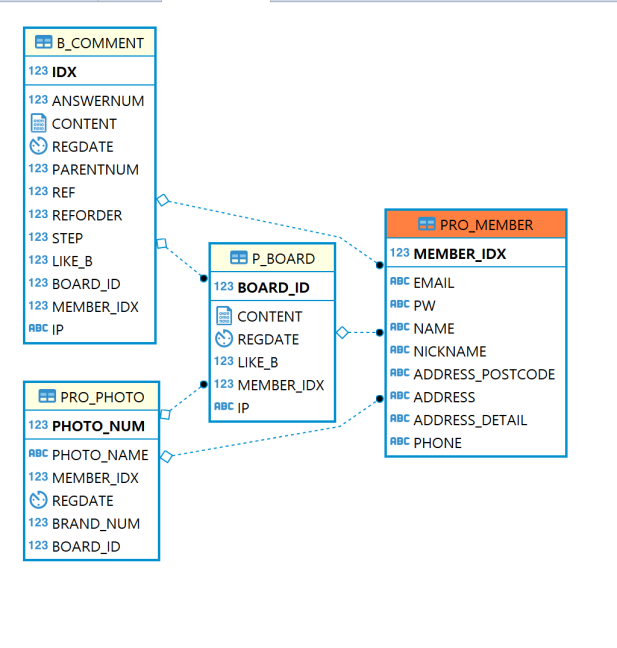 B_COMMENT
123 IDX
123 ANSWERNUM
CONTENT
REGDATE
123 PARENTNUM
123 REF
123 REFORDER
123 STEP
123 LIKE_B
123 BOARD_ID
123 MEMBER_IDX
ABC IP
P_BOARD
123 BOARD_ID
CONTENT
REGDATE
123 LIKE_B
123 MEMBER_IDX
ABC IP
PRO_MEMBER
123 MEMBER_IDX
ABC EMAIL
ABC PW
ABC NAME
ABC NICKNAME
ABC ADDRESS_POSTCODE
ABC ADDRESS
ABC ADDRESS_DETAIL
ABC PHONE
PRO_PHOTO
123 PHOTO_NUM
ABC PHOTO_NAME
123 MEMBER_IDX
REGDATE
123 BRAND_NUM
123 BOARD_ID